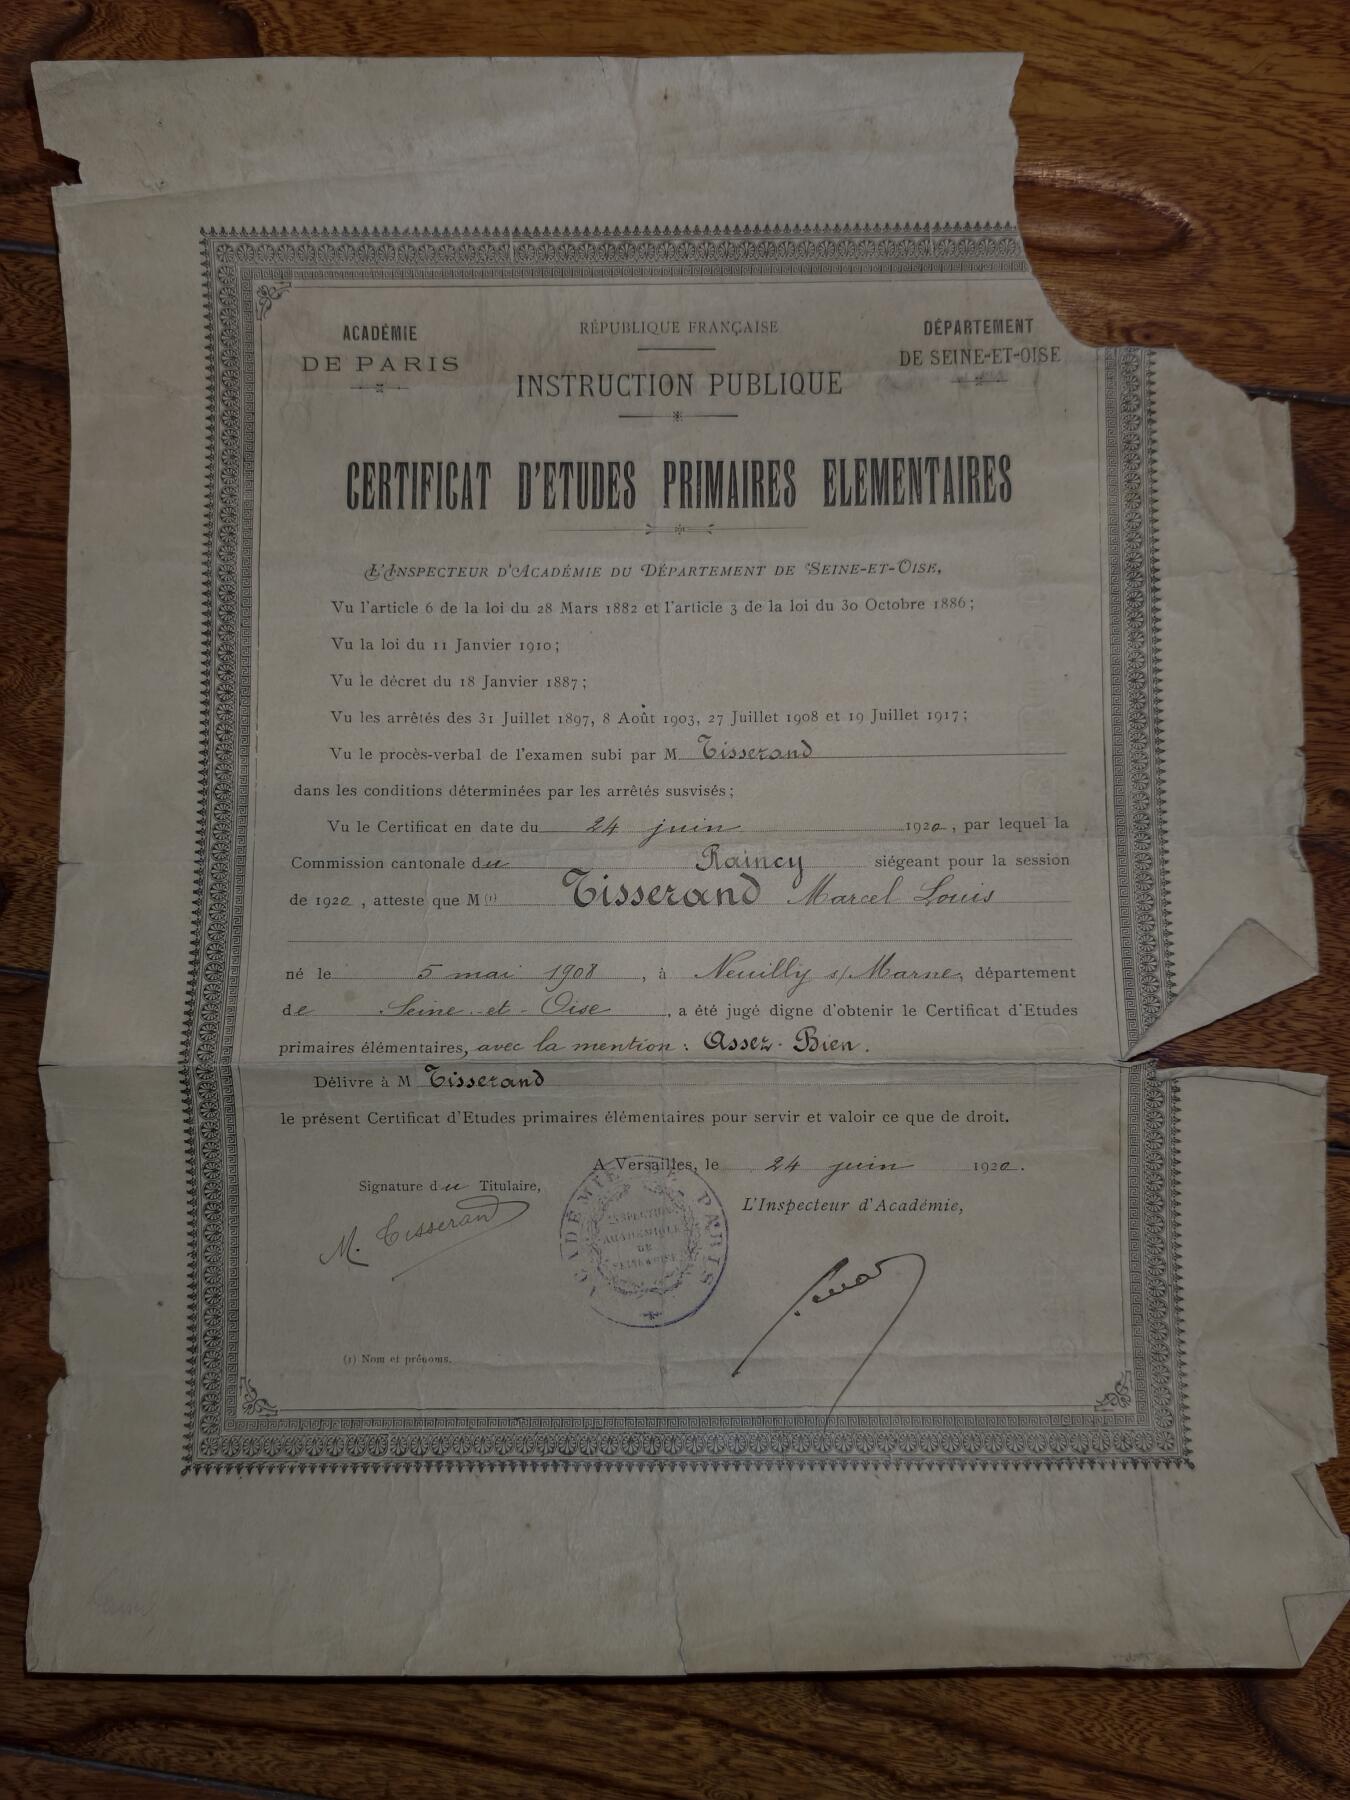 ACADÉMIE
DE PARIS
RÉPUBLIQUE FRANÇAISE
INSTRUCTION PUBLIQUE
DÉPARTEMENT
DE SEINE-ET-OISE
CERTIFICAT D'ETUDES PRIMAIRES ELEMENTAIRES
L'INSPECTEUR D'ACADÉMIE DU DÉPARTEMENT DE SEINE-ET-OISE,
Vu l'article 6 de la loi du 28 Mars 1882 et l'article 3 de la loi du 30 Octobre 1886;
Vu la loi du 11 Janvier 1910;
Vu le décret du 18 Janvier 1887;
Vu les arrêtés des 31 Juillet 1897, 8 Août 1903, 27 Juillet 1908 et 19 Juillet 1917;
Vu le procès-verbal de l'examen subi par M Tisserand
dans les conditions déterminées par les arrêtés susvisés;
Vu le Certificat en date du 24 juin 1920, par lequel la
Commission cantonale du Raincy siégeant pour la session
de 1920, atteste que M (1) Tisserand Marcel Louis
né le 5 mai 1908, à Neuilly s/Marne, département
de Seine-et-Oise, a été jugé digne d'obtenir le Certificat d'Etudes
primaires élémentaires, avec la mention: Assez-Bien.
Délivre à M Tisserand
le présent Certificat d'Etudes primaires élémentaires pour servir et valoir ce que de droit.
A Versailles, le 24 juin 1920.
Signature du Titulaire,
L'Inspecteur d'Académie,
M. Tisserand
ACADÉMIE DE PARIS
INSPECTION
ACADÉMIQUE
DE
SEINE & OISE
(1) Nom et prénoms.